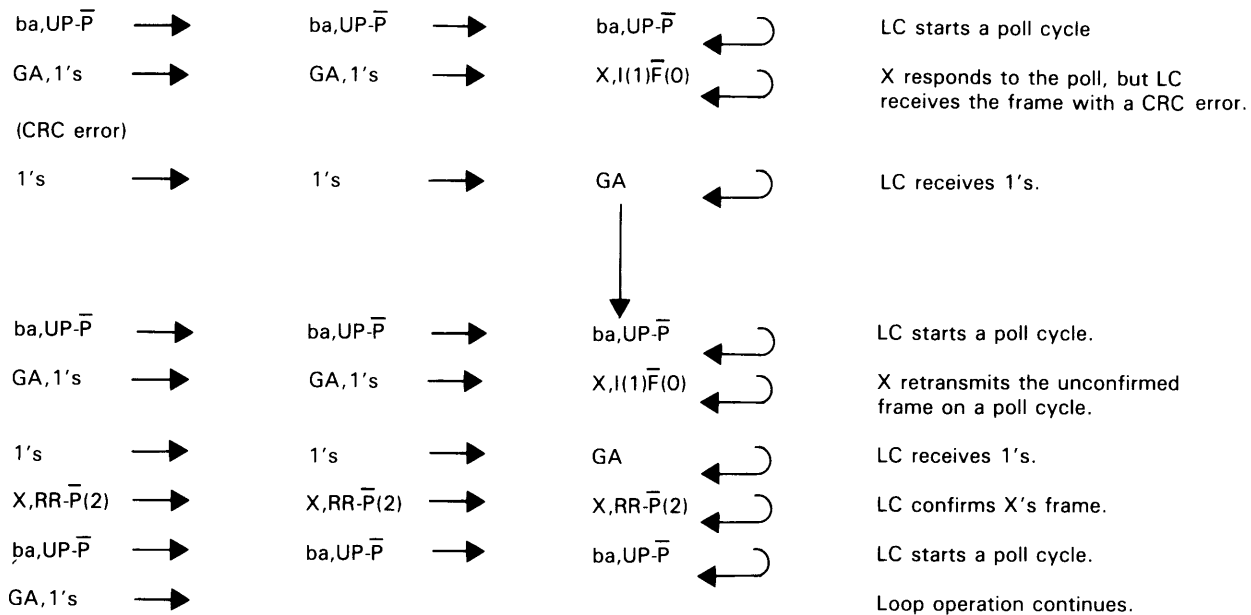 ba,UP-P̅ ba,UP-P̅ ba,UP-P̅ LC starts a poll cycle
GA,1's GA,1's X,I(1)F̅(0) X responds to the poll, but LC
receives the frame with a CRC error.
(CRC error)
1's 1's GA LC receives 1's.
ba,UP-P̅ ba,UP-P̅ ba,UP-P̅ LC starts a poll cycle.
GA,1's GA,1's X,I(1)F̅(0) X retransmits the unconfirmed
frame on a poll cycle.
1's 1's GA LC receives 1's.
X,RR-P̅(2) X,RR-P̅(2) X,RR-P̅(2) LC confirms X's frame.
ba,UP-P̅ ba,UP-P̅ ba,UP-P̅ LC starts a poll cycle.
GA,1's Loop operation continues.